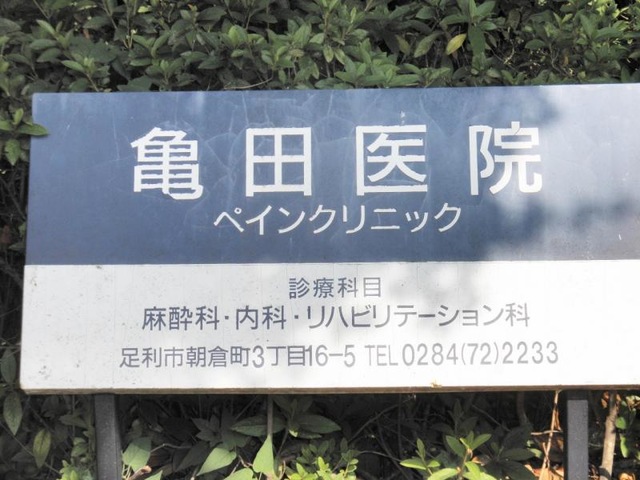 亀田医院
ペインクリニック
診療科目
麻酔科・内科・リハビリテーション科
足利市朝倉町3丁目16-5 TEL0284(72)2233